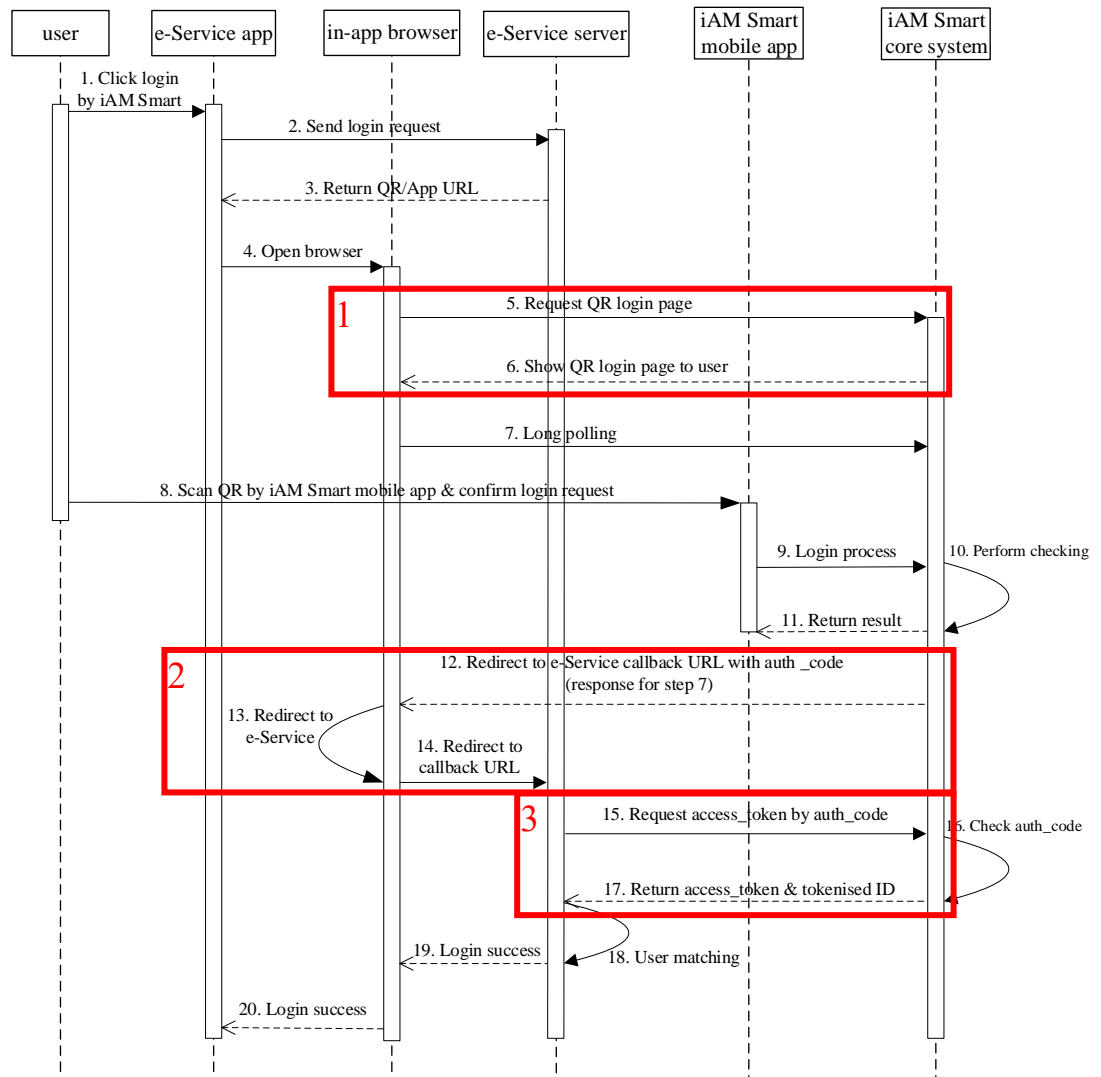 user
e-Service app
in-app browser
e-Service server
iAM Smart
mobile app
iAM Smart
core system
1. Click login
by iAM Smart
2. Send login request
3. Return QR/App URL
4. Open browser
1
5. Request QR login page
6. Show QR login page to user
7. Long polling
8. Scan QR by iAM Smart mobile app & confirm login request
9. Login process
10. Perform checking
11. Return result
2
12. Redirect to e-Service callback URL with auth _code
(response for step 7)
13. Redirect to
e-Service
14. Redirect to
callback URL
3
15. Request access_token by auth_code
16. Check auth_code
17. Return access_token & tokenised ID
18. User matching
19. Login success
20. Login success